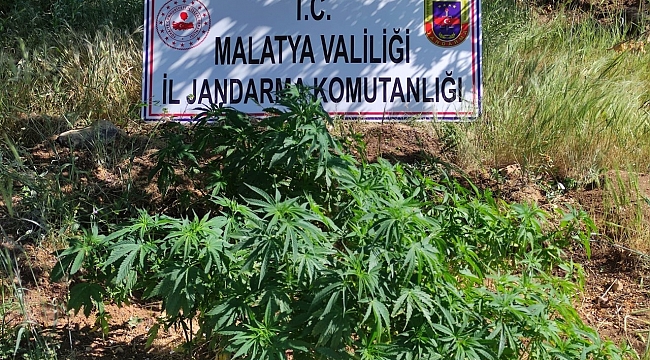 T.C.
MALATYA VALİLİĞİ
İL JANDARMA KOMUTANLIĞI